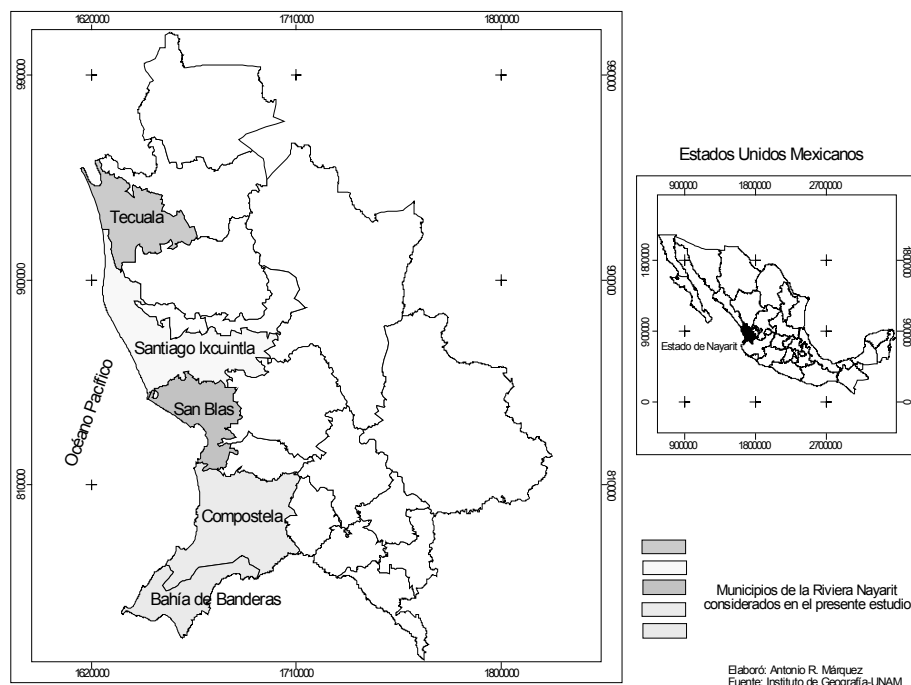 1620000 1710000 1800000
990000 990000
Tecuala
900000 900000
Santiago Ixcuintla
Océano Pacífico
San Blas
810000 810000
Compostela
Bahía de Banderas
1620000 1710000 1800000
Estados Unidos Mexicanos
900000 1800000 2700000
1800000 1800000
900000 900000
Estado de Nayarit
0 0
900000 1800000 2700000
Municipios de la Riviera Nayarit
considerados en el presente estudio
Elaboró: Antonio R. Márquez
Fuente: Instituto de Geografía-UNAM